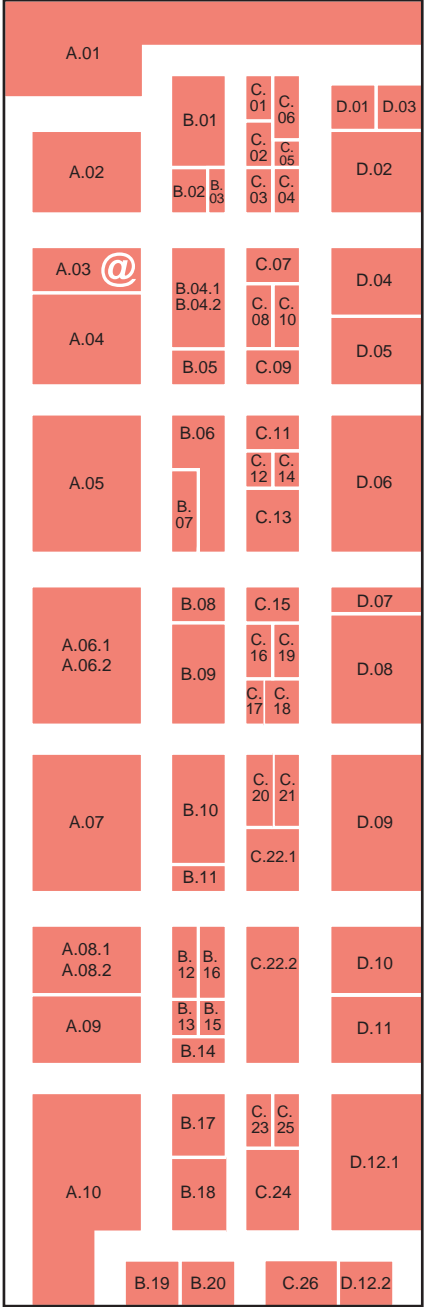 A.01
B.01
C.
01
C.
06
D.01
D.03
C.
02
C.
05
A.02
B.02
B.
03
C.
03
C.
04
D.02
A.03 @
B.04.1
B.04.2
C.07
D.04
A.04
C.
08
C.
10
B.05
C.09
D.05
A.05
B.06
C.11
D.06
C.
12
C.
14
B.
07
C.13
A.06.1
A.06.2
B.08
C.15
D.07
B.09
C.
16
C.
19
D.08
C.
17
C.
18
A.07
B.10
C.
20
C.
21
D.09
C.22.1
B.11
A.08.1
A.08.2
B.
12
B.
16
C.22.2
D.10
A.09
B.
13
B.
15
D.11
B.14
A.10
B.17
C.
23
C.
25
D.12.1
B.18
C.24
B.19
B.20
C.26
D.12.2